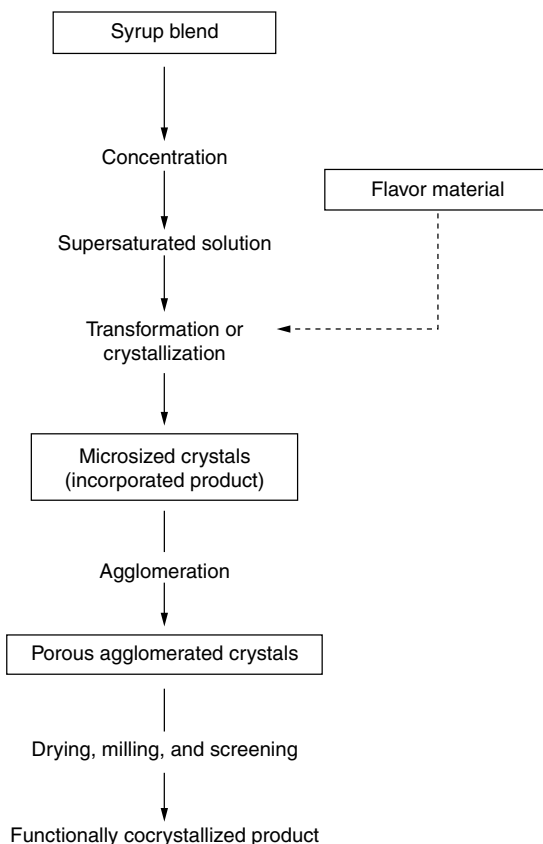 Syrup blend
Concentration
Flavor material
Supersaturated solution
Transformation or
crystallization
Microsized crystals
(incorporated product)
Agglomeration
Porous agglomerated crystals
Drying, milling, and screening
Functionally cocrystallized product